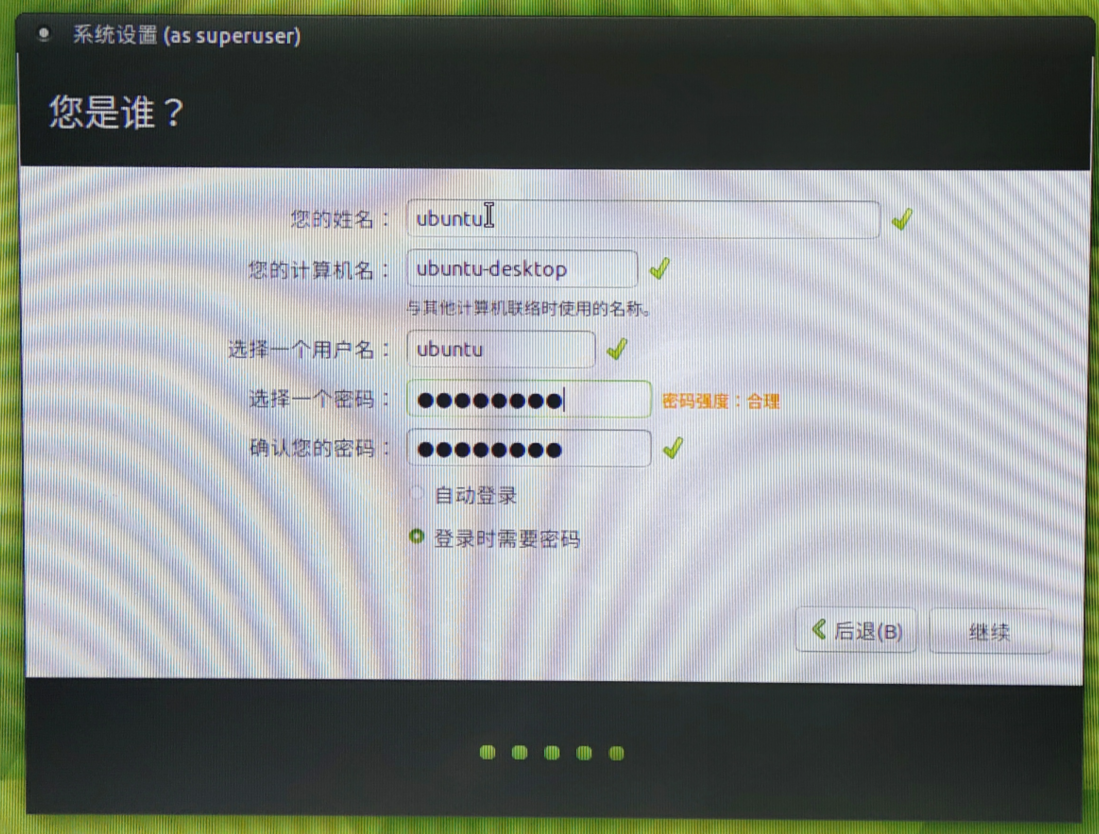 系统设置 (as superuser)
您是谁？
您的姓名： ubuntu
您的计算机名： ubuntu-desktop
与其他计算机联络时使用的名称。
选择一个用户名： ubuntu
选择一个密码： ●●●●●●●● 密码强度：合理
确认您的密码： ●●●●●●●●
自动登录
登录时需要密码
后退(B) 继续